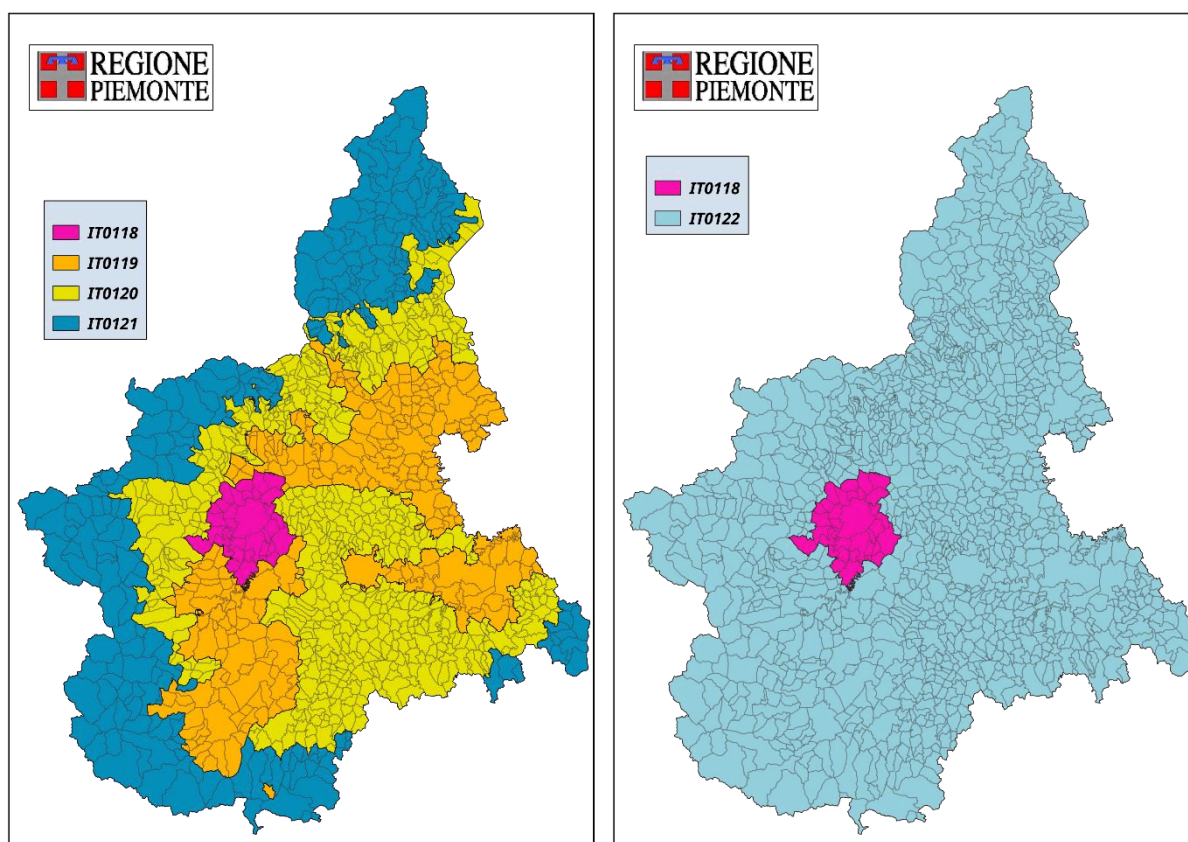 REGIONE
PIEMONTE
IT0118
IT0119
IT0120
IT0121
REGIONE
PIEMONTE
IT0118
IT0122